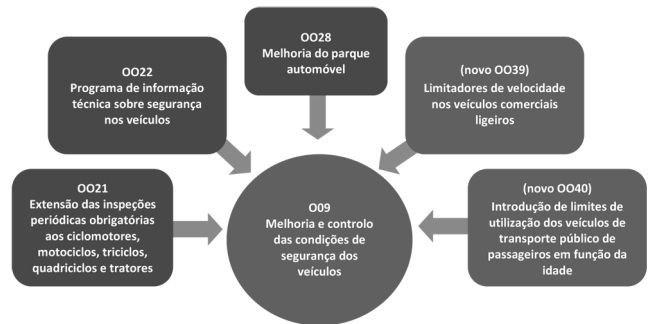 OO28
Melhoria do parque
automóvel
OO22
Programa de informação
técnica sobre segurança
nos veículos
(novo OO39)
Limitadores de velocidade
nos veículos comerciais
ligeiros
OO21
Extensão das inspeções
periódicas obrigatórias
aos ciclomotores,
motociclos, triciclos,
quadriciclos e tratores
O09
Melhoria e controlo
das condições de
segurança dos
veículos
(novo OO40)
Introdução de limites de
utilização dos veículos de
transporte público de
passageiros em função da
idade